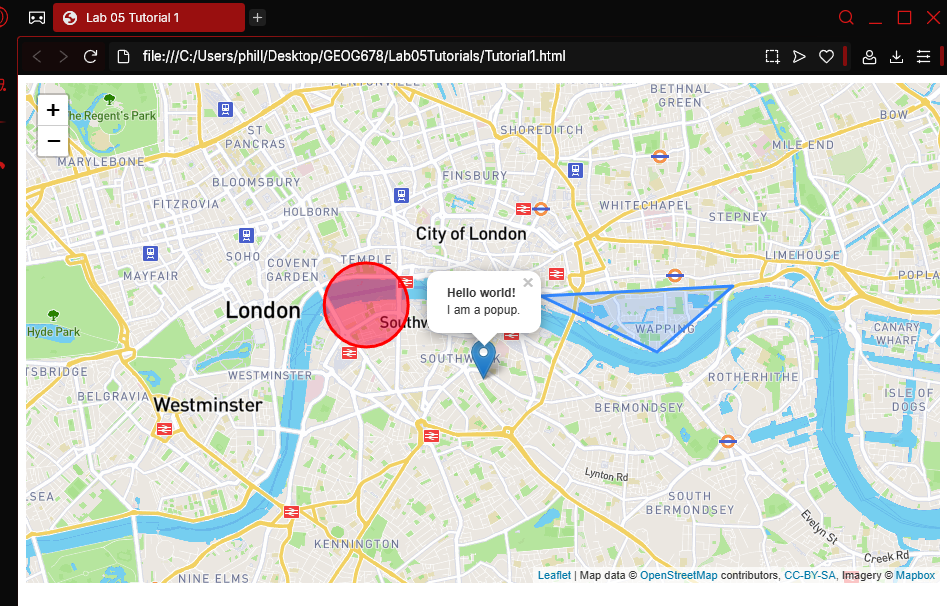 Lab 05 Tutorial 1
file:///C:/Users/phill/Desktop/GEOG678/Lab05Tutorials/Tutorial1.html
+
−
he Regent's Park
BETHNAL
GREEN
BOW
ST
PANCRAS
SHOREDITCH
MILE END
MARYLEBONE
BLOOMSBURY
FINSBURY
FITZROVIA
HOLBORN
WHITECHAPEL
STEPNEY
City of London
SOHO
COVENT
GARDEN
TEMPLE
LIMEHOUSE
MAYFAIR
POPLA
London
Hello world!
×
I am a popup.
Southw
WAPPING
CANARY
WHARF
Hyde Park
SOUTHW K
TSBRIDGE
WESTMINSTER
ROTHERHITHE
BELGRAVIA
Westminster
BERMONDSEY
ISLE OF
DOGS
Lynton Rd
SOUTH
BERMONDSEY
Evelyn St
LSEA
KENNINGTON
Creek Rd
NINE ELMS
Leaflet | Map data © OpenStreetMap contributors, CC-BY-SA, Imagery © Mapbox